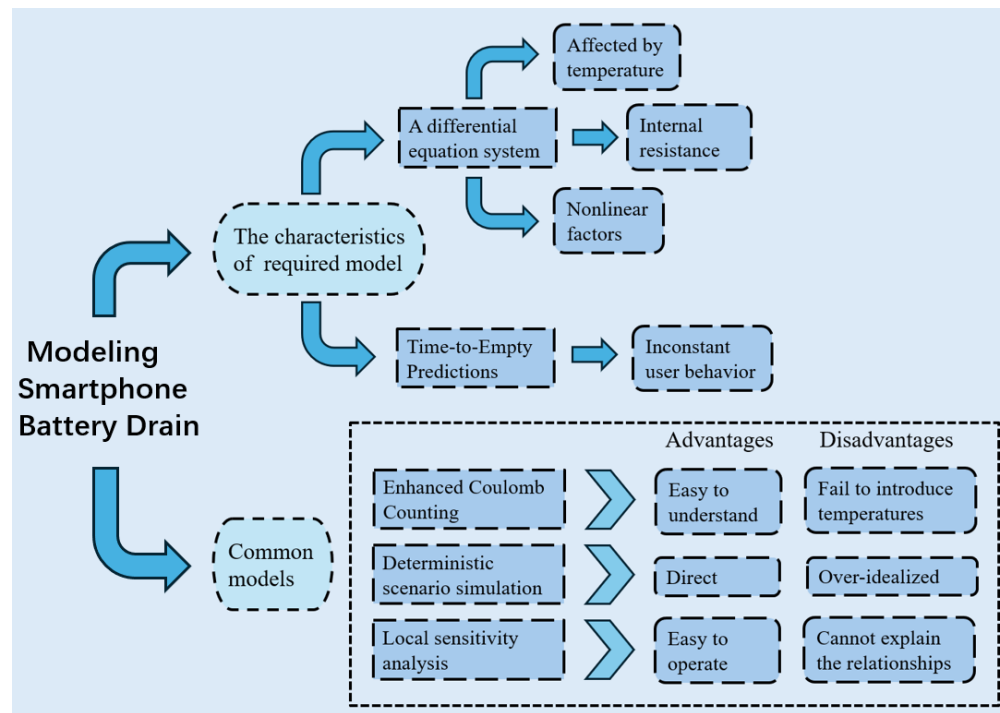 Affected by
temperature
A differential
equation system
Internal
resistance
Nonlinear
factors
The characteristics
of required model
Time-to-Empty
Predictions
Inconstant
user behavior
Modeling
Smartphone
Battery Drain
Common
models
Advantages
Disadvantages
Enhanced Coulomb
Counting
Easy to
understand
Fail to introduce
temperatures
Deterministic
scenario simulation
Direct
Over-idealized
Local sensitivity
analysis
Easy to
operate
Cannot explain
the relationships